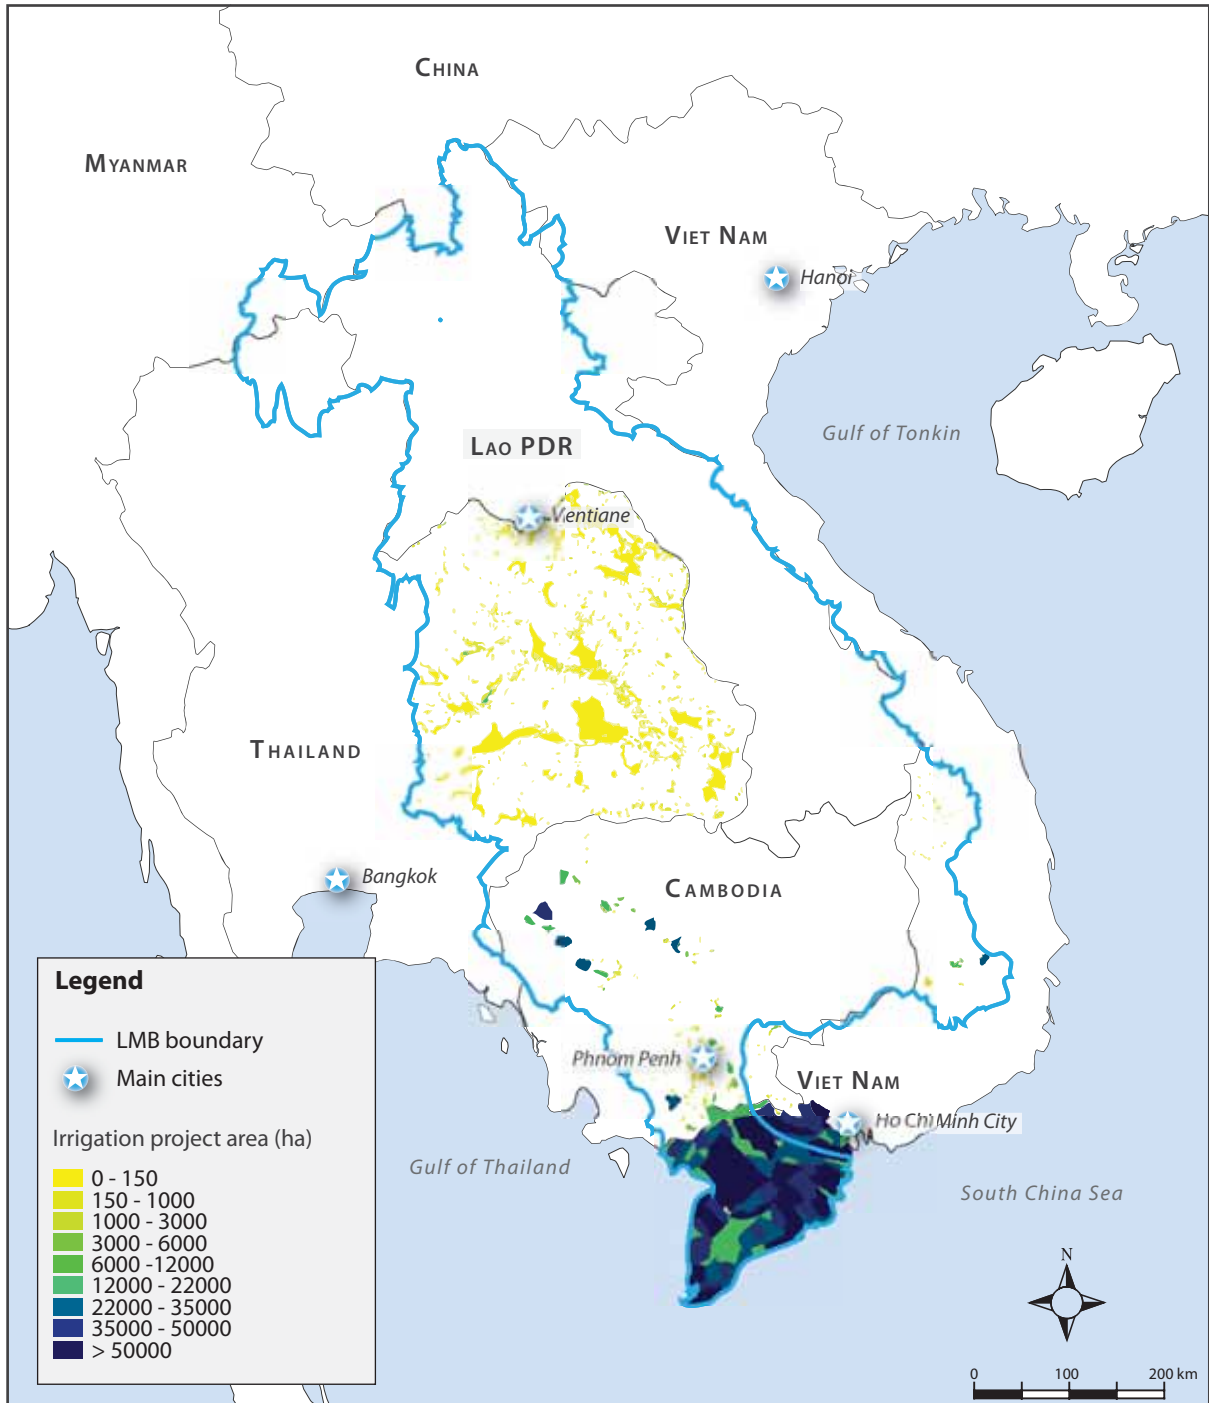 CHINA
MYANMAR
VIET NAM
Hanoi
Gulf of Tonkin
LAO PDR
Vientiane
THAILAND
Bangkok
CAMBODIA
Phnom Penh
VIET NAM
Ho Chi Minh City
Gulf of Thailand
South China Sea
Legend
LMB boundary
Main cities
Irrigation project area (ha)
0 - 150
150 - 1000
1000 - 3000
3000 - 6000
6000 -12000
12000 - 22000
22000 - 35000
35000 - 50000
> 50000
N
0 100 200 km